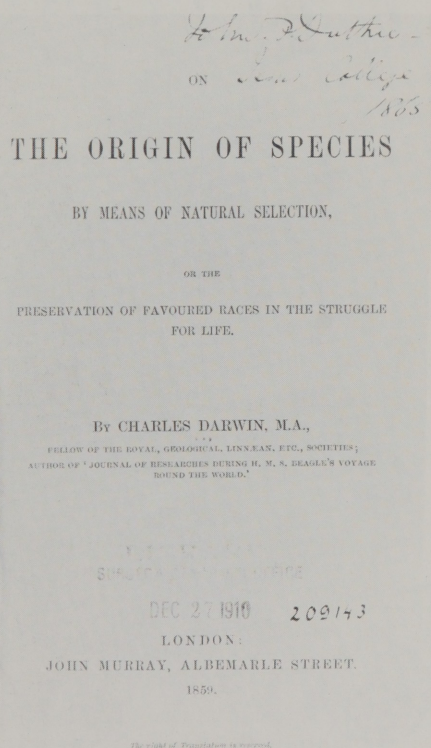 College
1863
ON
THE ORIGIN OF SPECIES
BY MEANS OF NATURAL SELECTION,
OR THE
PRESERVATION OF FAVOURED RACES IN THE STRUGGLE
FOR LIFE.
BY CHARLES DARWIN, M.A.,
FELLOW OF THE ROYAL, GEOLOGICAL, LINNÆAN, ETC., SOCIETIES;
AUTHOR OF 'JOURNAL OF RESEARCHES DURING H. M. S. BEAGLE'S VOYAGE
ROUND THE WORLD.'
DEC 27 1910
209143
LONDON:
JOHN MURRAY, ALBEMARLE STREET.
1859.
The right of Translation is reserved.